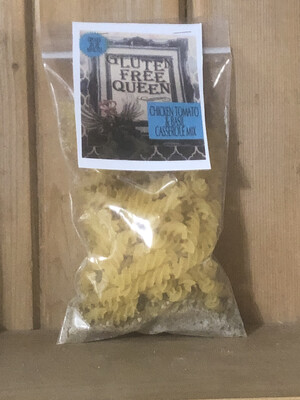 GLUTEN
FREE
QUEEN
CHICKEN TOMATO
& BASIL
CASSEROLE MIX